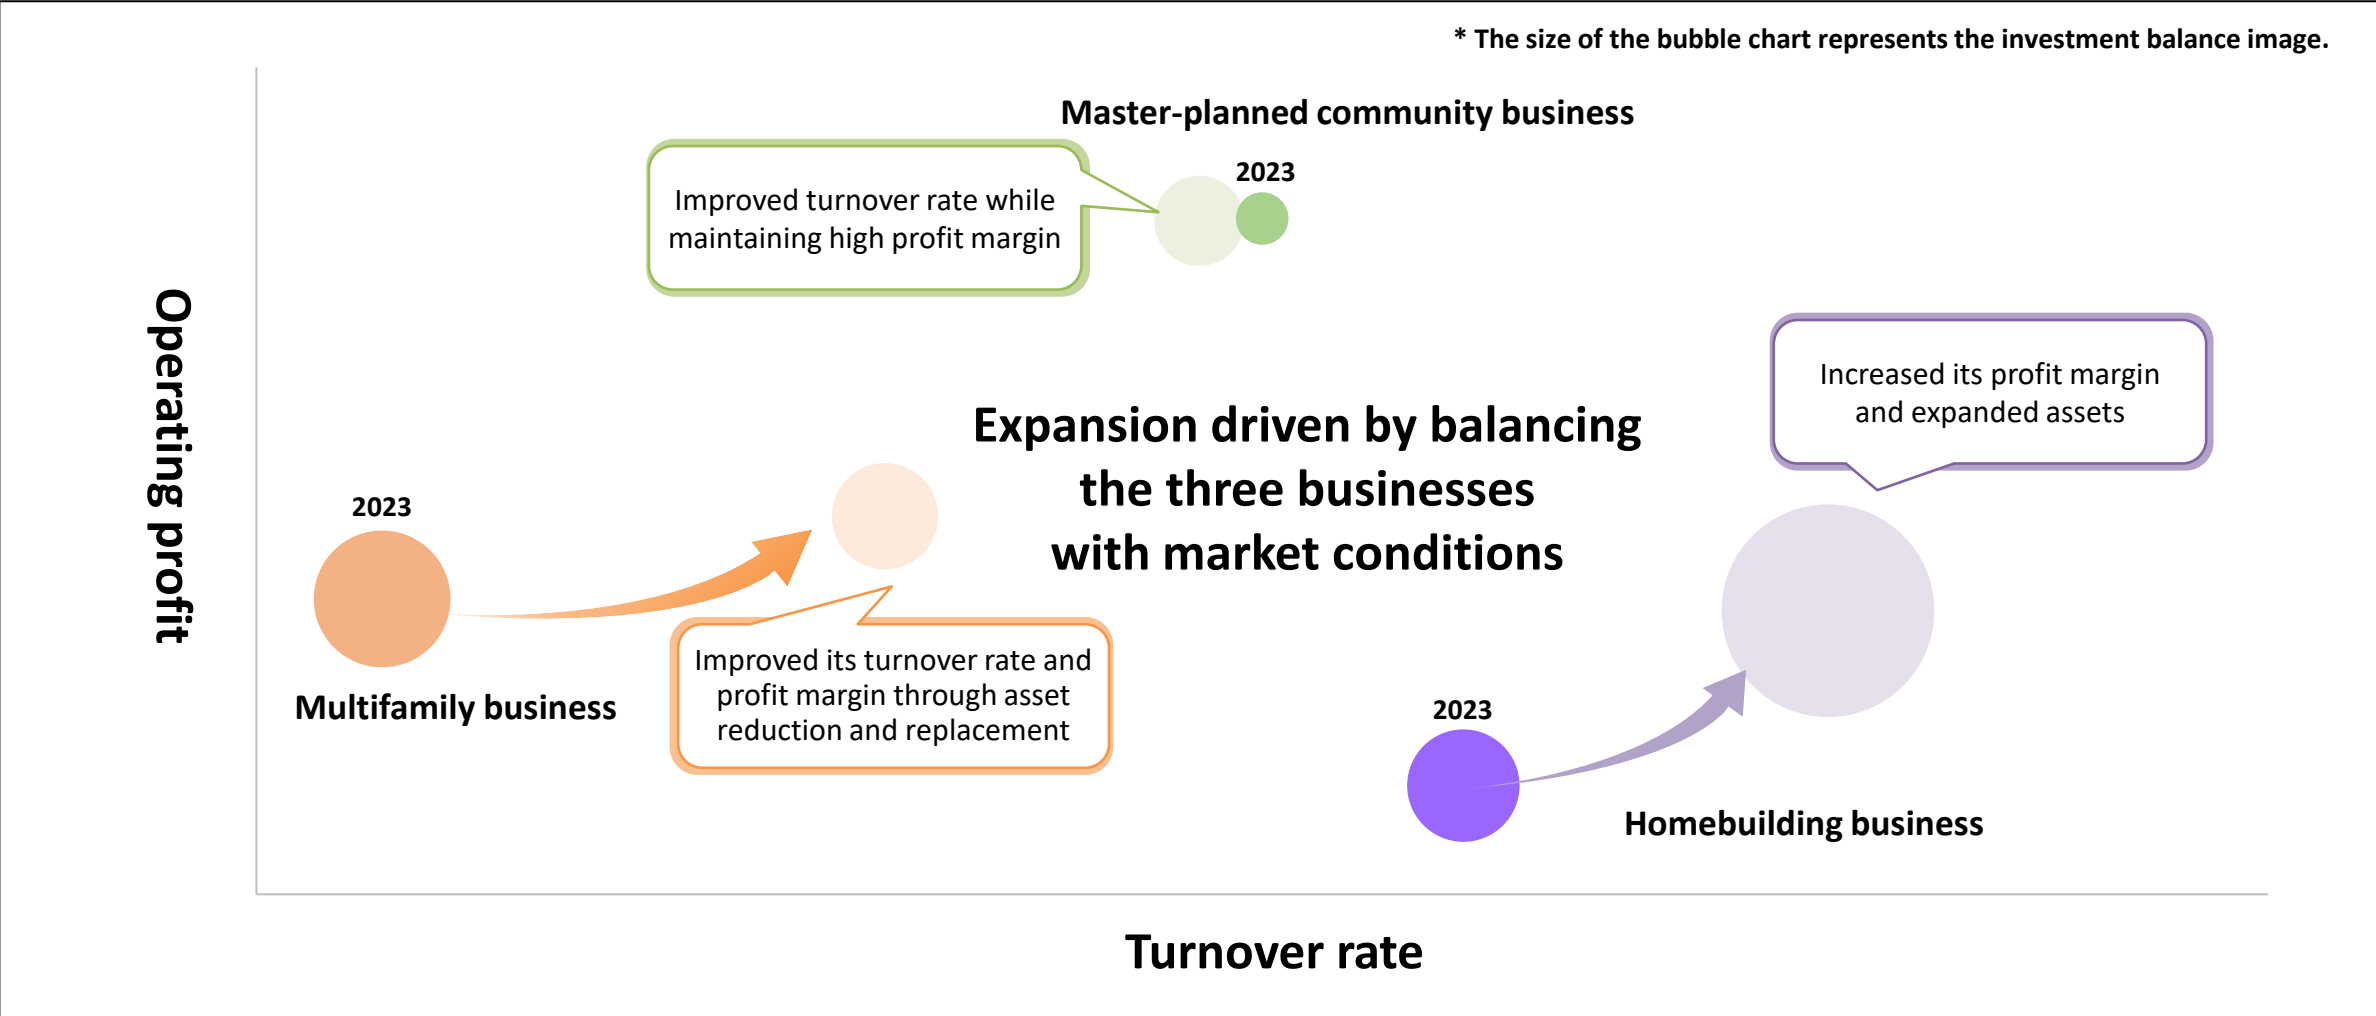 * The size of the bubble chart represents the investment balance image.
Master-planned community business
2023
Improved turnover rate while
maintaining high profit margin
Operating profit
Increased its profit margin
and expanded assets
Expansion driven by balancing
the three businesses
with market conditions
2023
Multifamily business
Improved its turnover rate and
profit margin through asset
reduction and replacement
2023
Homebuilding business
Turnover rate